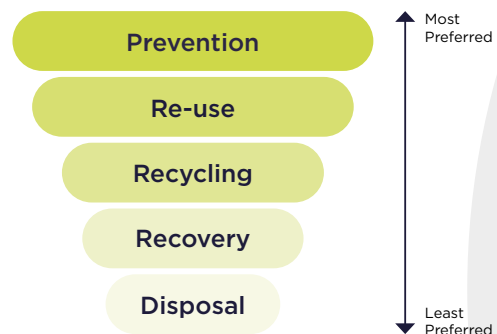 Prevention
Most
Preferred
Re-use
Recycling
Recovery
Disposal
Least
Preferred